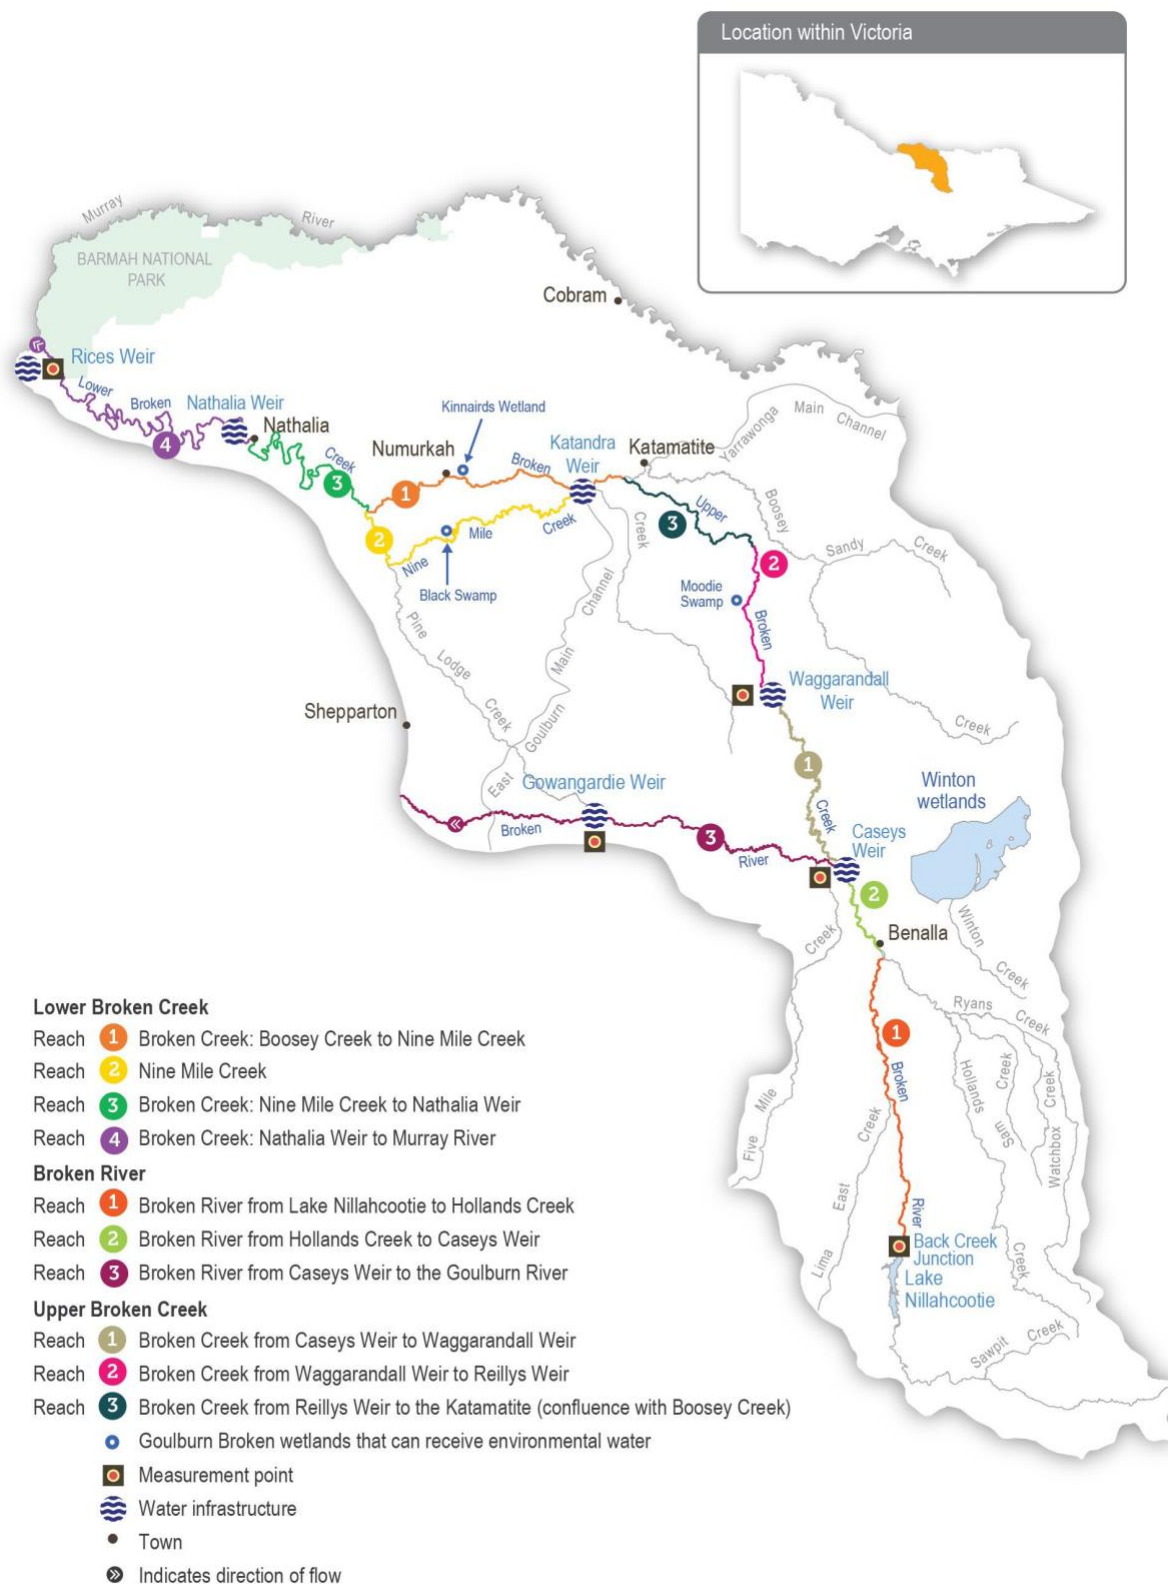 Location within Victoria
Murray
River
BARMAH NATIONAL
PARK
Cobram
Rices Weir
Lower
Broken
Nathalia Weir
Nathalia
Creek
4
3
Kinnairds Wetland
Numurkah
Broken
Katandra
Weir
Katamatite
Yarrawonga
Main
Channel
1
2
Nine
Mile
Creek
Black Swamp
Creek
Upper
3
Boosey
Sandy
Creek
2
Moodie
Swamp
Broken
Pine
Lodge
Creek
Channel
Main
Goulburn
East
Waggarandall
Weir
Creek
Shepparton
1
Creek
Gowangardie Weir
Winton
wetlands
Broken
3
River
Caseys
Weir
2
Benalla
Creek
Winton
Creek
Ryans
Creek
1
Broken
Hollands
Creek
Sam
Creek
Watchbox
Mile
Five
Creek
East
Lima
River
Back Creek
Junction
Lake
Nillahcootie
Creek
Sawpit
Creek
Lower Broken Creek
Reach 1 Broken Creek: Boosey Creek to Nine Mile Creek
Reach 2 Nine Mile Creek
Reach 3 Broken Creek: Nine Mile Creek to Nathalia Weir
Reach 4 Broken Creek: Nathalia Weir to Murray River
Broken River
Reach 1 Broken River from Lake Nillahcootie to Hollands Creek
Reach 2 Broken River from Hollands Creek to Caseys Weir
Reach 3 Broken River from Caseys Weir to the Goulburn River
Upper Broken Creek
Reach 1 Broken Creek from Caseys Weir to Waggarandall Weir
Reach 2 Broken Creek from Waggarandall Weir to Reillys Weir
Reach 3 Broken Creek from Reillys Weir to the Katamatite (confluence with Boosey Creek)
Goulburn Broken wetlands that can receive environmental water
Measurement point
Water infrastructure
Town
Indicates direction of flow